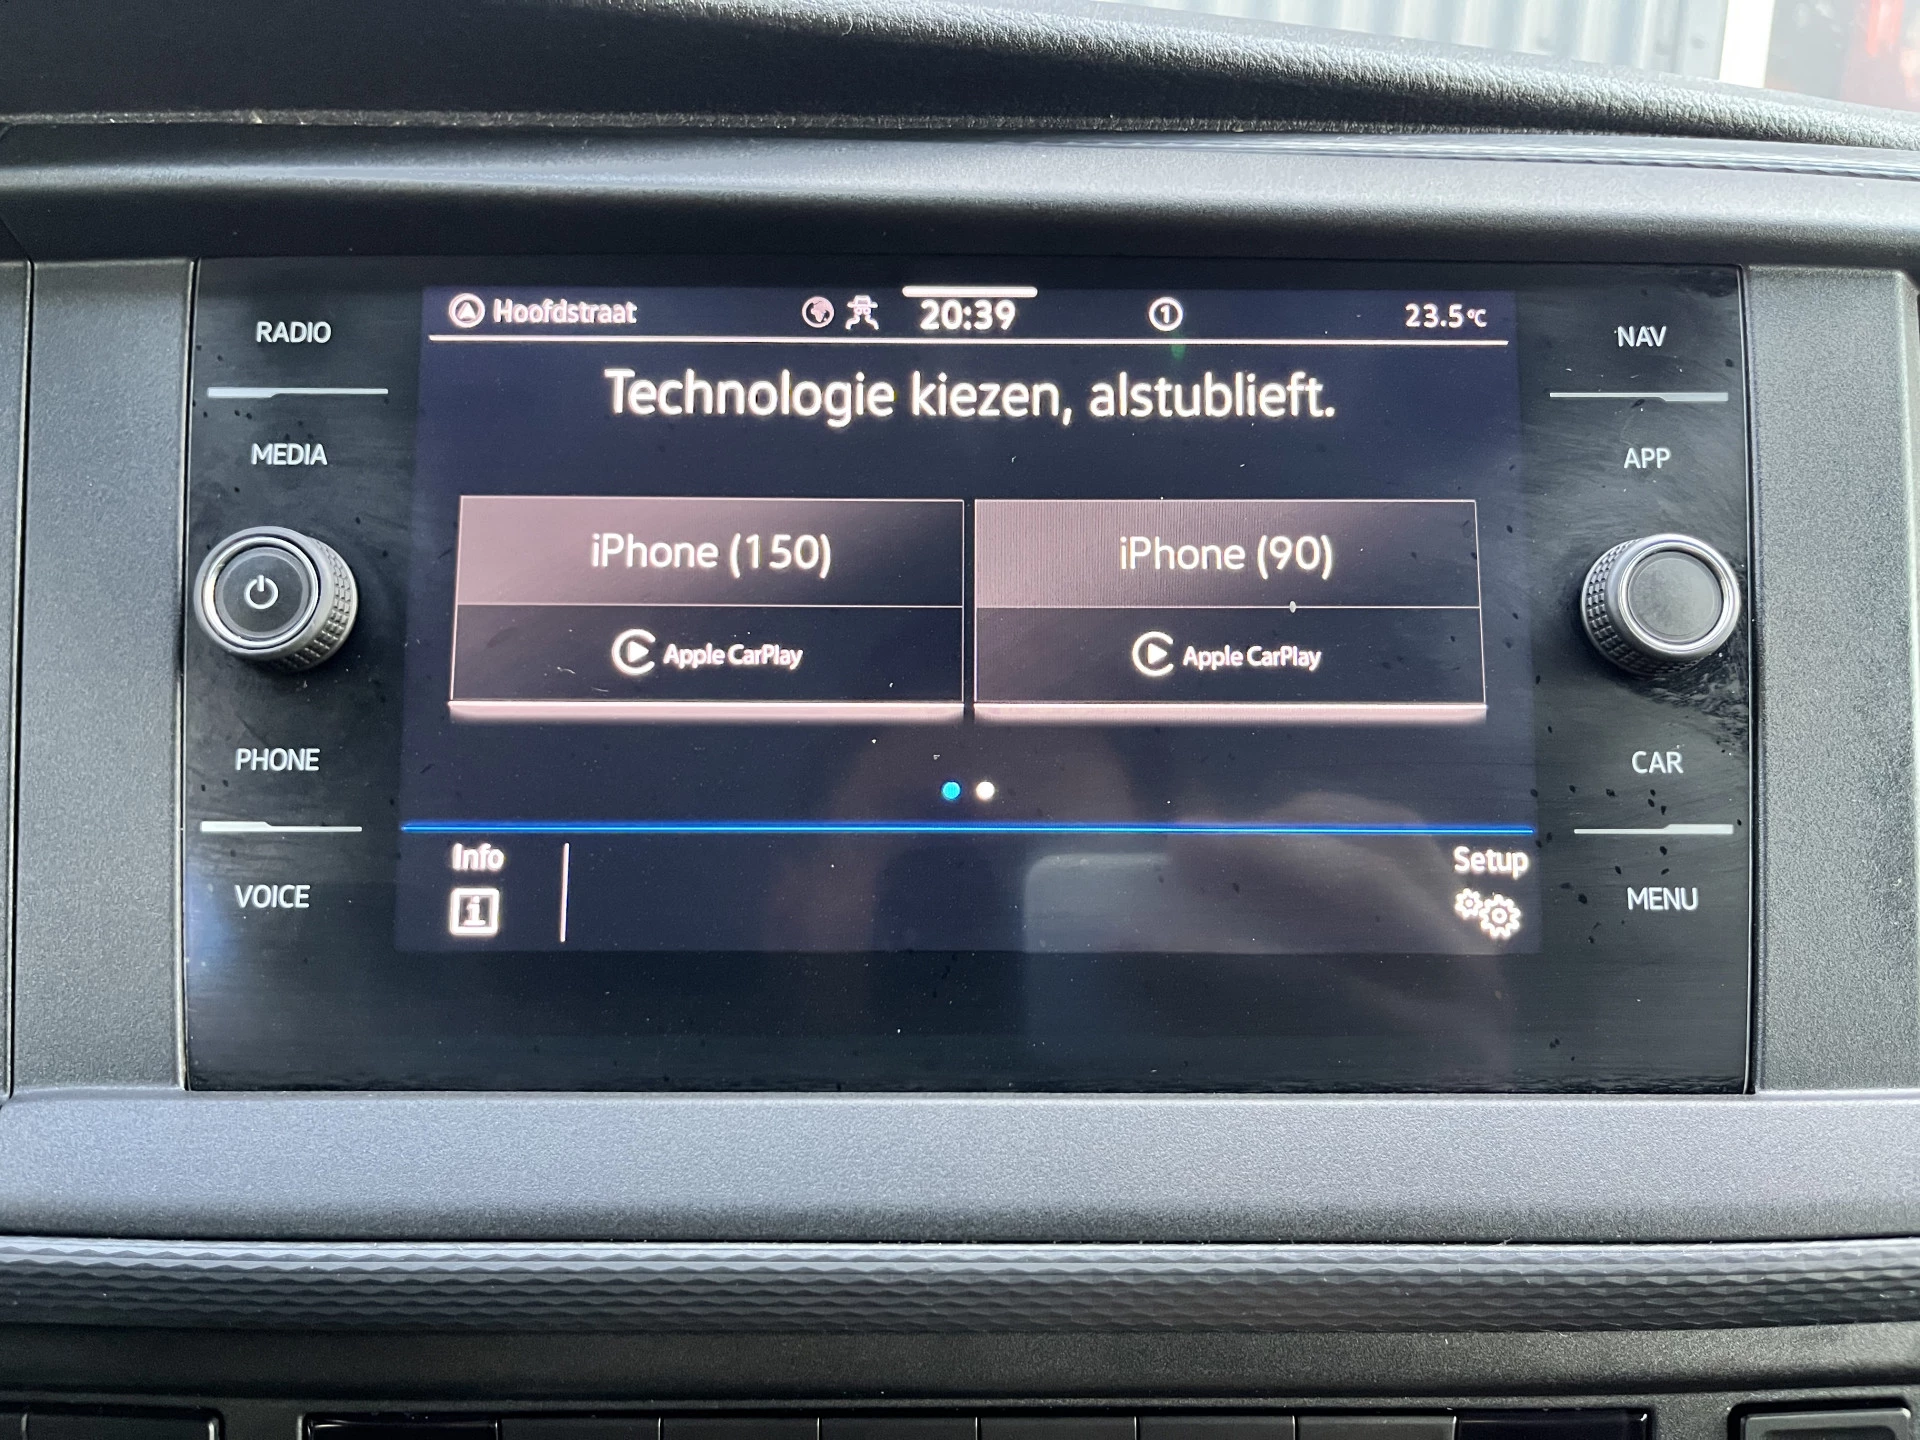 Hoofdstraat 20:39 1 23.5°C
RADIO
NAV
Technologie kiezen, alstublieft.
MEDIA
APP
iPhone (150)
iPhone (90)
Apple CarPlay
Apple CarPlay
PHONE
CAR
Info
Setup
VOICE
MENU